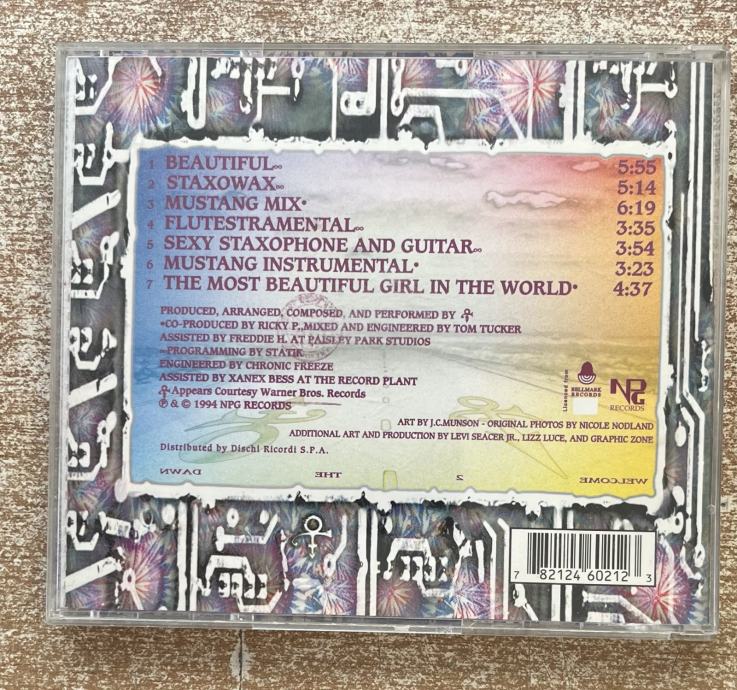 1 BEAUTIFUL∞ 5:55
2 STAXOWAX∞ 5:14
3 MUSTANG MIX• 6:19
4 FLUTESTRAMENTAL∞ 3:35
5 SEXY STAXOPHONE AND GUITAR∞ 3:54
6 MUSTANG INSTRUMENTAL• 3:23
7 THE MOST BEAUTIFUL GIRL IN THE WORLD• 4:37
PRODUCED, ARRANGED, COMPOSED, AND PERFORMED BY
•CO-PRODUCED BY RICKY P., MIXED AND ENGINEERED BY TOM TUCKER
ASSISTED BY FREDDIE H. AT PAISLEY PARK STUDIOS
∞PROGRAMMING BY STATIK
ENGINEERED BY CHRONIC FREEZE
ASSISTED BY XANEX BESS AT THE RECORD PLANT
Appears Courtesy Warner Bros. Records
℗ & © 1994 NPG RECORDS
Licensed from
BELLMARK
RECORDS
NPG
RECORDS
ART BY J.C.MUNSON - ORIGINAL PHOTOS BY NICOLE NODLAND
ADDITIONAL ART AND PRODUCTION BY LEVI SEACER JR., LIZZ LUCE, AND GRAPHIC ZONE
Distributed by Dischi Ricordi S.P.A.
DAWN THE 2 WELCOME
7 82124 60212 3